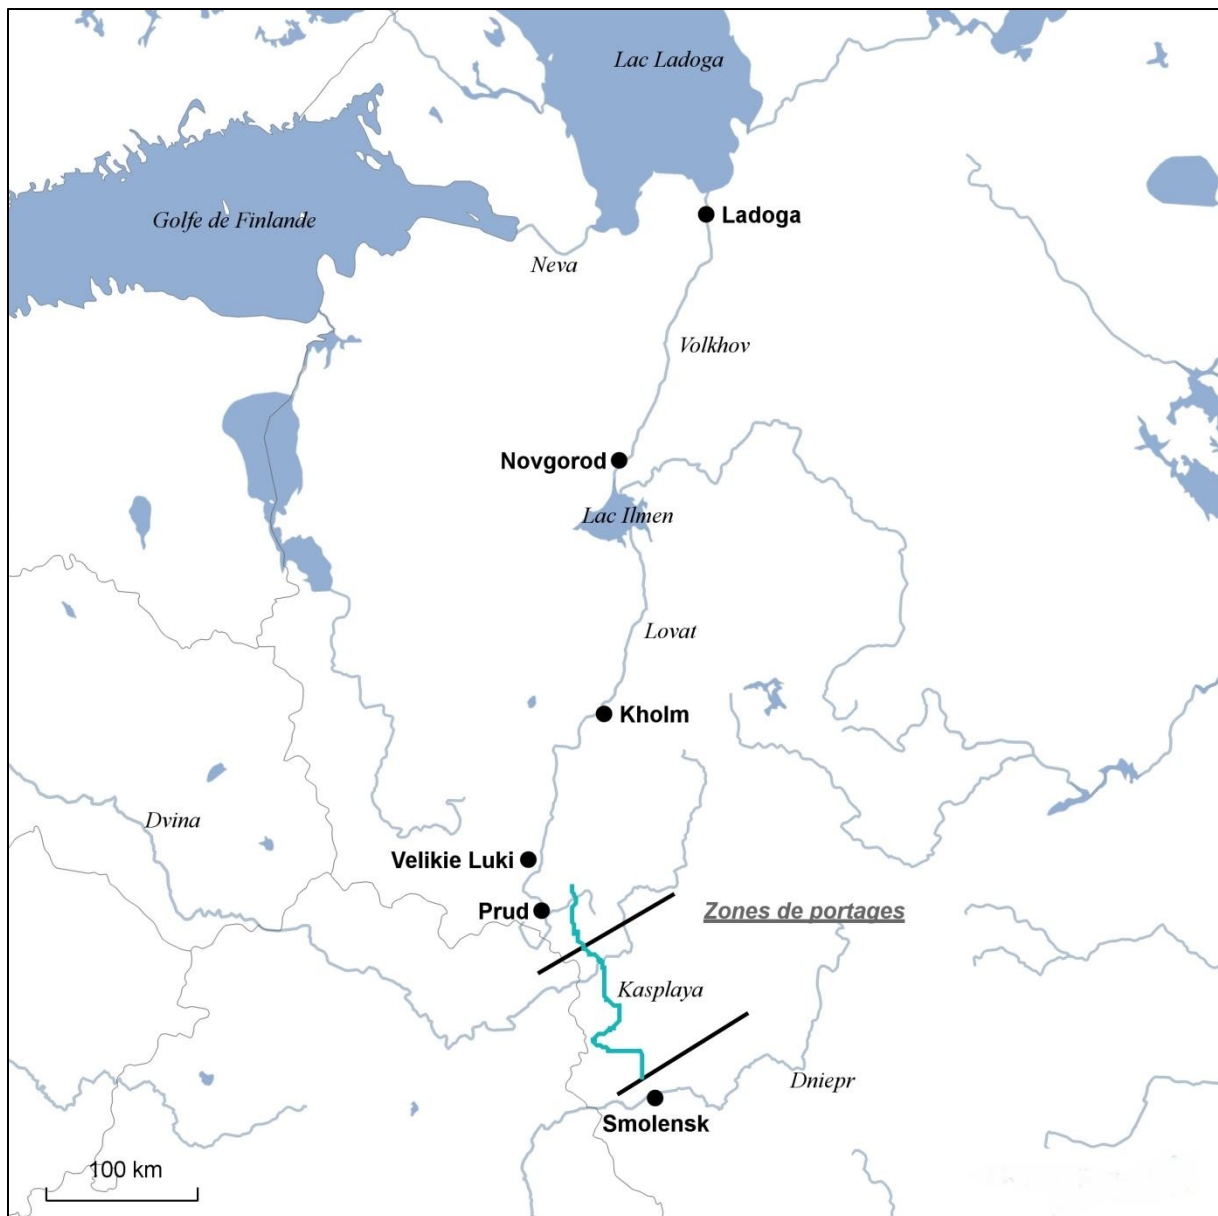 Lac Ladoga
Golfe de Finlande
Ladoga
Neva
Volkhov
Novgorod
Lac Ilmen
Lovat
Kholm
Dvina
Velikie Luki
Prud
Zones de portages
Kasplaya
Dniepr
Smolensk
100 km